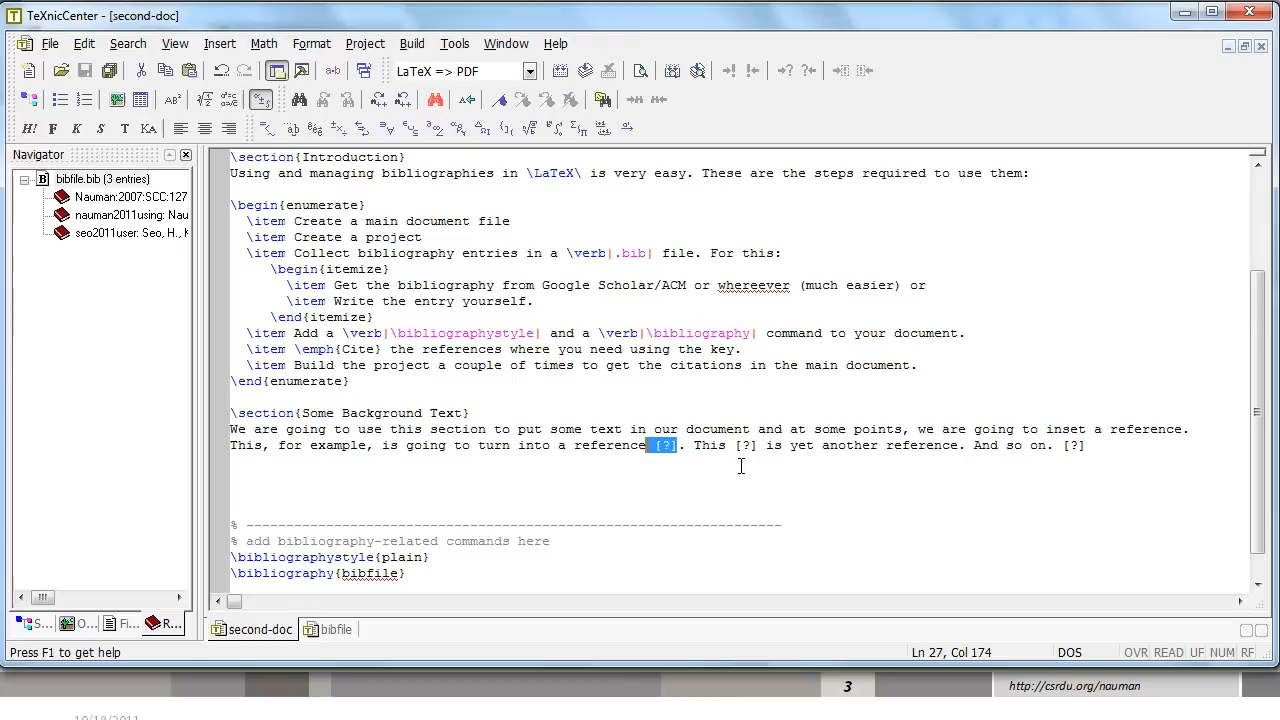 TeXnicCenter - [second-doc]
File Edit Search View Insert Math Format Project Build Tools Window Help
LaTeX => PDF
H! F K S T KA
Navigator
bibfile.bib (3 entries)
Nauman:2007:SCC:127
nauman2011using: Nau
seo2011user: Seo, H., K
S... O... Fi... R...
\section{Introduction}
Using and managing bibliographies in \LaTeX\ is very easy. These are the steps required to use them:
\begin{enumerate}
\item Create a main document file
\item Create a project
\item Collect bibliography entries in a \verb|.bib| file. For this:
\begin{itemize}
\item Get the bibliography from Google Scholar/ACM or whereever (much easier) or
\item Write the entry yourself.
\end{itemize}
\item Add a \verb|\bibliographystyle| and a \verb|\bibliography| command to your document.
\item \emph{Cite} the references where you need using the key.
\item Build the project a couple of times to get the citations in the main document.
\end{enumerate}
\section{Some Background Text}
We are going to use this section to put some text in our document and at some points, we are going to inset a reference.
This, for example, is going to turn into a reference [?]. This [?] is yet another reference. And so on. [?]
% -------------------------------------------------------------------
% add bibliography-related commands here
\bibliographystyle{plain}
\bibliography{bibfile}
second-doc bibfile
Press F1 to get help
Ln 27, Col 174 DOS OVR READ UF NUM RF
3
http://csrdu.org/nauman
10/18/2011